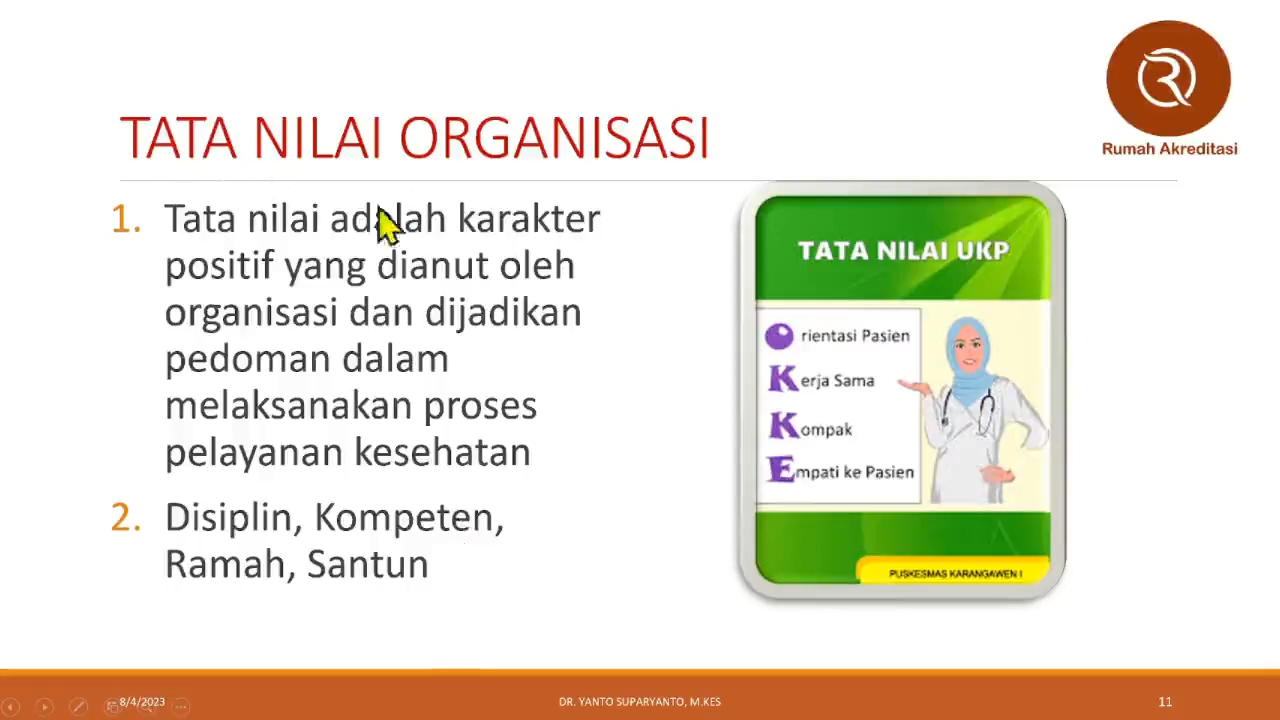 Rumah Akreditasi
TATA NILAI ORGANISASI
1. Tata nilai adalah karakter
positif yang dianut oleh
organisasi dan dijadikan
pedoman dalam
melaksanakan proses
pelayanan kesehatan
2. Disiplin, Kompeten,
Ramah, Santun
TATA NILAI UKP
Orientasi Pasien
Kerja Sama
Kompak
Empati ke Pasien
PUSKESMAS KARANGAWEN I
8/4/2023
DR. YANTO SUPARYANTO, M.KES
11